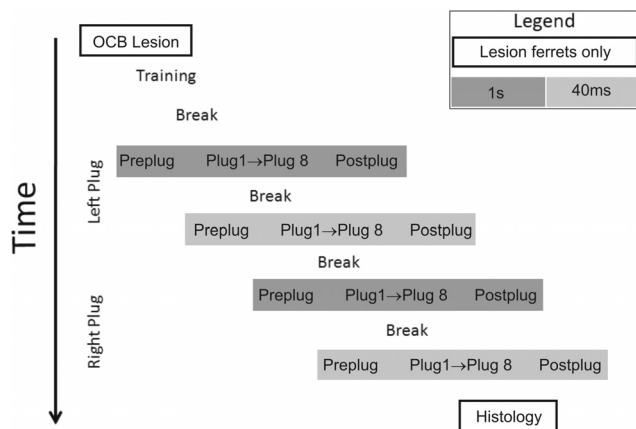 OCB Lesion
Training
Break
Preplug Plug1→Plug 8 Postplug
Break
Preplug Plug1→Plug 8 Postplug
Break
Preplug Plug1→Plug 8 Postplug
Break
Preplug Plug1→Plug 8 Postplug
Histology
Time
Left Plug
Right Plug
Legend
Lesion ferrets only
1s 40ms